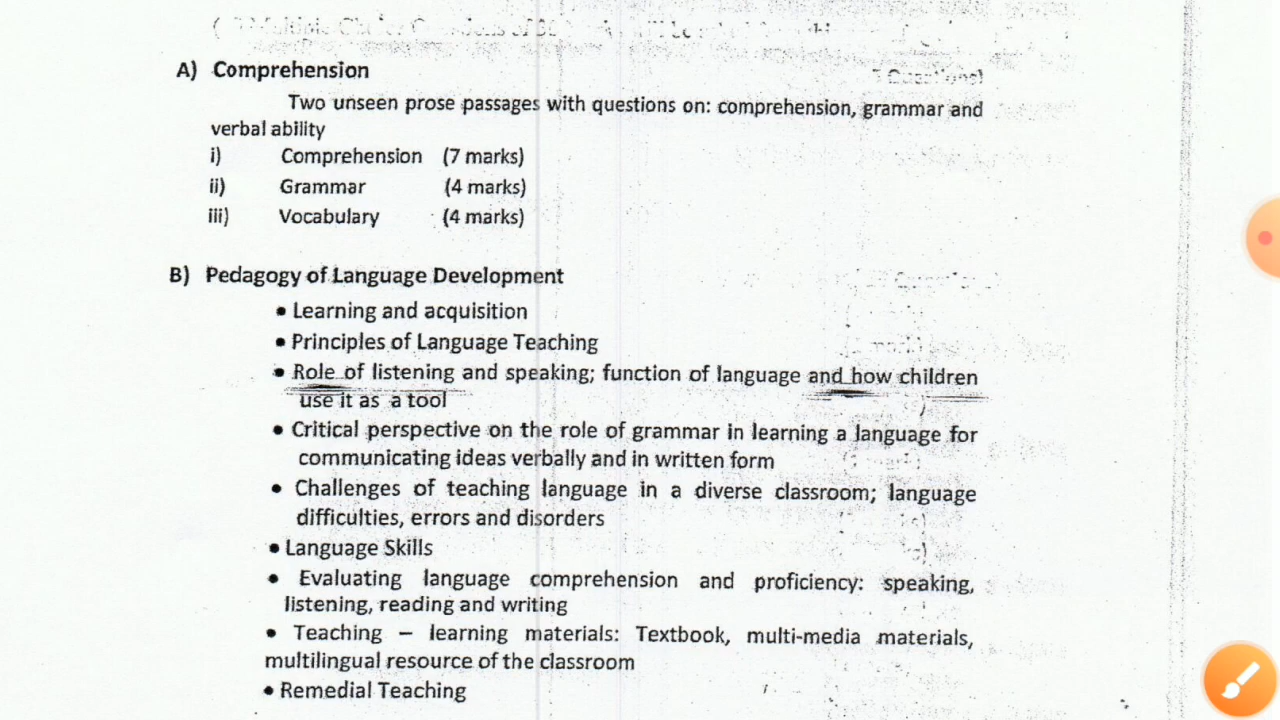 A) Comprehension
Two unseen prose passages with questions on: comprehension, grammar and
verbal ability
i) Comprehension (7 marks)
ii) Grammar (4 marks)
iii) Vocabulary (4 marks)
B) Pedagogy of Language Development
• Learning and acquisition
• Principles of Language Teaching
• Role of listening and speaking; function of language and how children
use it as a tool
• Critical perspective on the role of grammar in learning a language for
communicating ideas verbally and in written form
• Challenges of teaching language in a diverse classroom; language
difficulties, errors and disorders
• Language Skills
• Evaluating language comprehension and proficiency: speaking,
listening, reading and writing
• Teaching – learning materials: Textbook, multi-media materials,
multilingual resource of the classroom
• Remedial Teaching